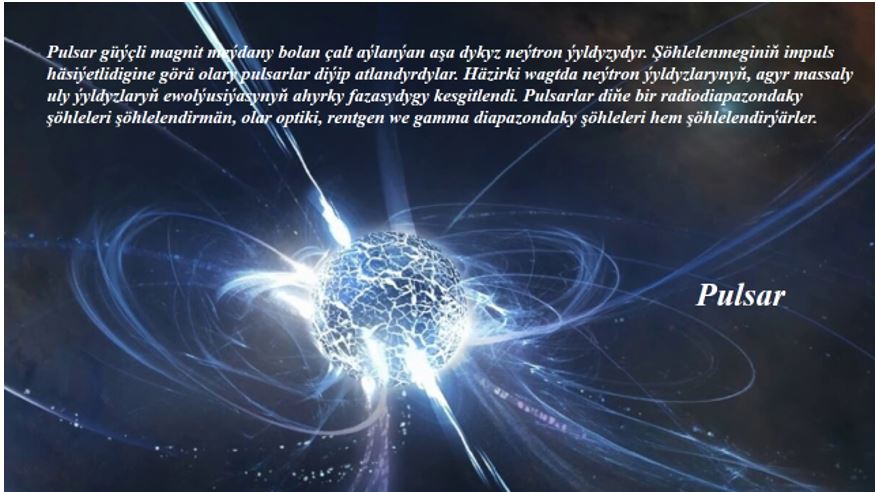 Pulsar güýçli magnit meýdany bolan çalt aýlanýan aşa dykyz neýtron ýyldyzydyr. Şöhlelenmeginiň impuls
häsiýetlidigine görä olary pulsarlar diýip atlandyrdylar. Häzirki wagtda neýtron ýyldyzlarynyň, agyr massaly
uly ýyldyzlaryň ewolýusiýasynyň ahyrky fazasydygy kesgitlendi. Pulsarlar diňe bir radiodiapazondaky
şöhleleri şöhlelendirmän, olar optiki, rentgen we gamma diapazondaky şöhleleri hem şöhlelendirýärler.
Pulsar